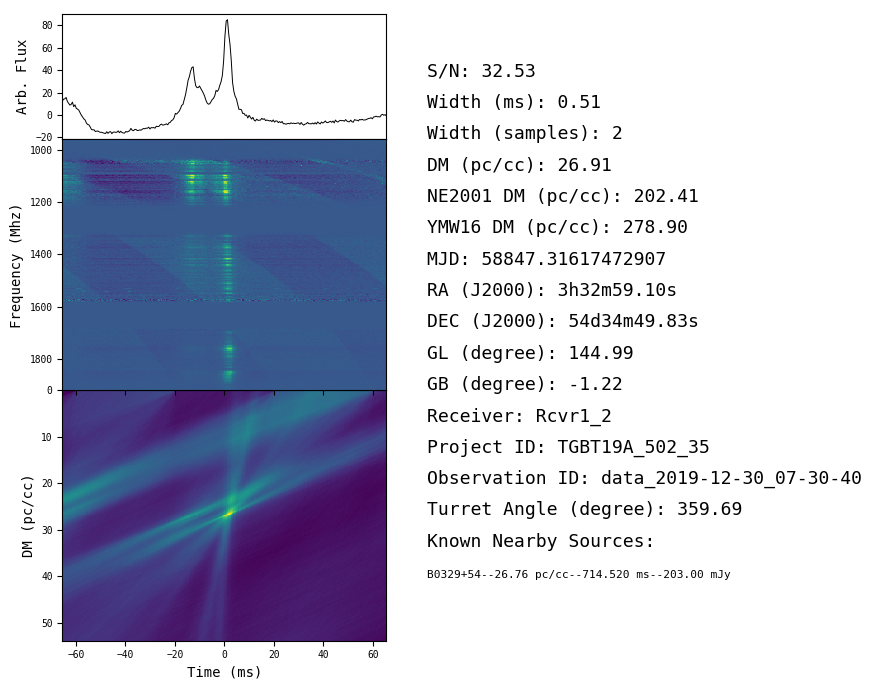 80
60
40
20
0
−20
Arb. Flux
1000
1200
1400
1600
1800
Frequency (Mhz)
0
10
20
30
40
50
DM (pc/cc)
−60 −40 −20 0 20 40 60
Time (ms)
S/N: 32.53
Width (ms): 0.51
Width (samples): 2
DM (pc/cc): 26.91
NE2001 DM (pc/cc): 202.41
YMW16 DM (pc/cc): 278.90
MJD: 58847.31617472907
RA (J2000): 3h32m59.10s
DEC (J2000): 54d34m49.83s
GL (degree): 144.99
GB (degree): -1.22
Receiver: Rcvr1_2
Project ID: TGBT19A_502_35
Observation ID: data_2019-12-30_07-30-40
Turret Angle (degree): 359.69
Known Nearby Sources:
B0329+54--26.76 pc/cc--714.520 ms--203.00 mJy